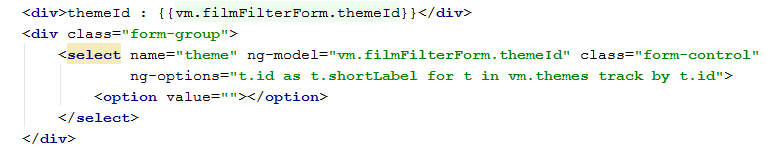 <div>themeId : {{vm.filmFilterForm.themeId}}</div>
<div class="form-group">
<select name="theme" ng-model="vm.filmFilterForm.themeId" class="form-control"
ng-options="t.id as t.shortLabel for t in vm.themes track by t.id">
<option value=""></option>
</select>
</div>